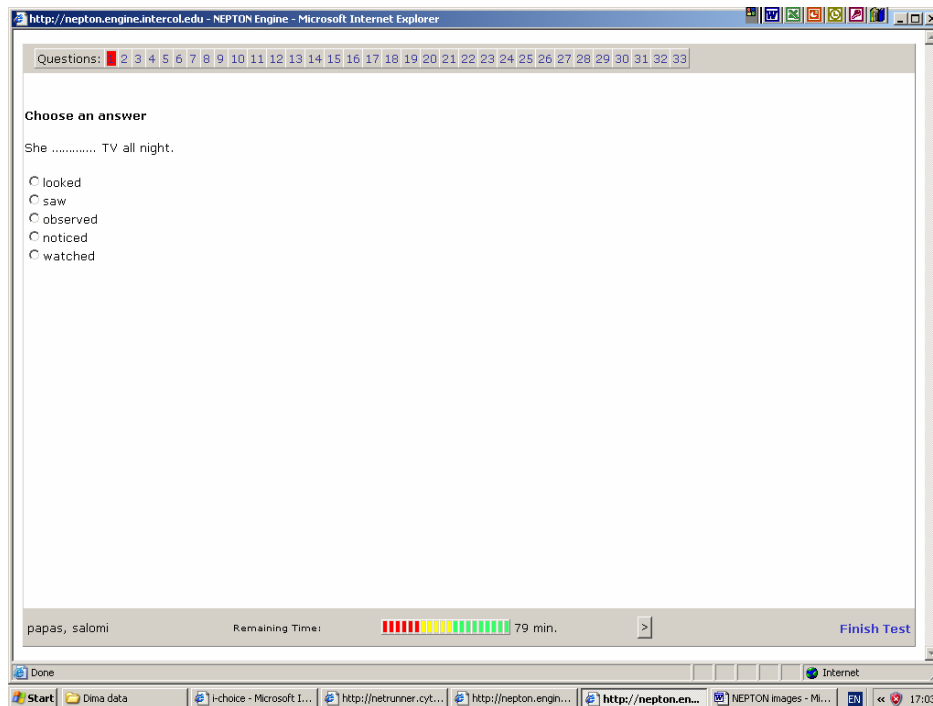 http://nepton.engine.intercol.edu - NEPTON Engine - Microsoft Internet Explorer
Questions: 1 2 3 4 5 6 7 8 9 10 11 12 13 14 15 16 17 18 19 20 21 22 23 24 25 26 27 28 29 30 31 32 33
Choose an answer
She ............. TV all night.
looked
saw
observed
noticed
watched
papas, salomi Remaining Time: 79 min. > Finish Test
Done Internet
Start Dima data i-choice - Microsoft I... http://netrunner.cyt... http://nepton.engin... http://nepton.en... NEPTON images - Mi... EN « 17:03